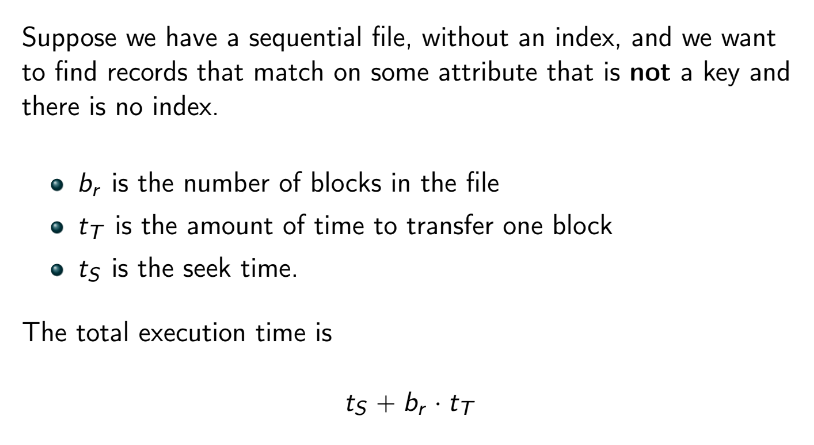 Suppose we have a sequential file, without an index, and we want
to find records that match on some attribute that is not a key and
there is no index.
b_r is the number of blocks in the file
t_T is the amount of time to transfer one block
t_S is the seek time.
The total execution time is
t_S + b_r · t_T